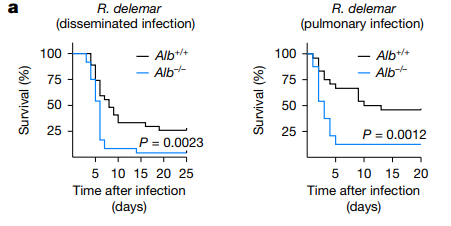 a
R. delemar
(disseminated infection)
Survival (%)
100
75
50
25
Alb+/+
Alb−/−
P = 0.0023
5 10 15 20 25
Time after infection
(days)
R. delemar
(pulmonary infection)
Survival (%)
100
75
50
25
Alb+/+
Alb−/−
P = 0.0012
5 10 15 20
Time after infection
(days)